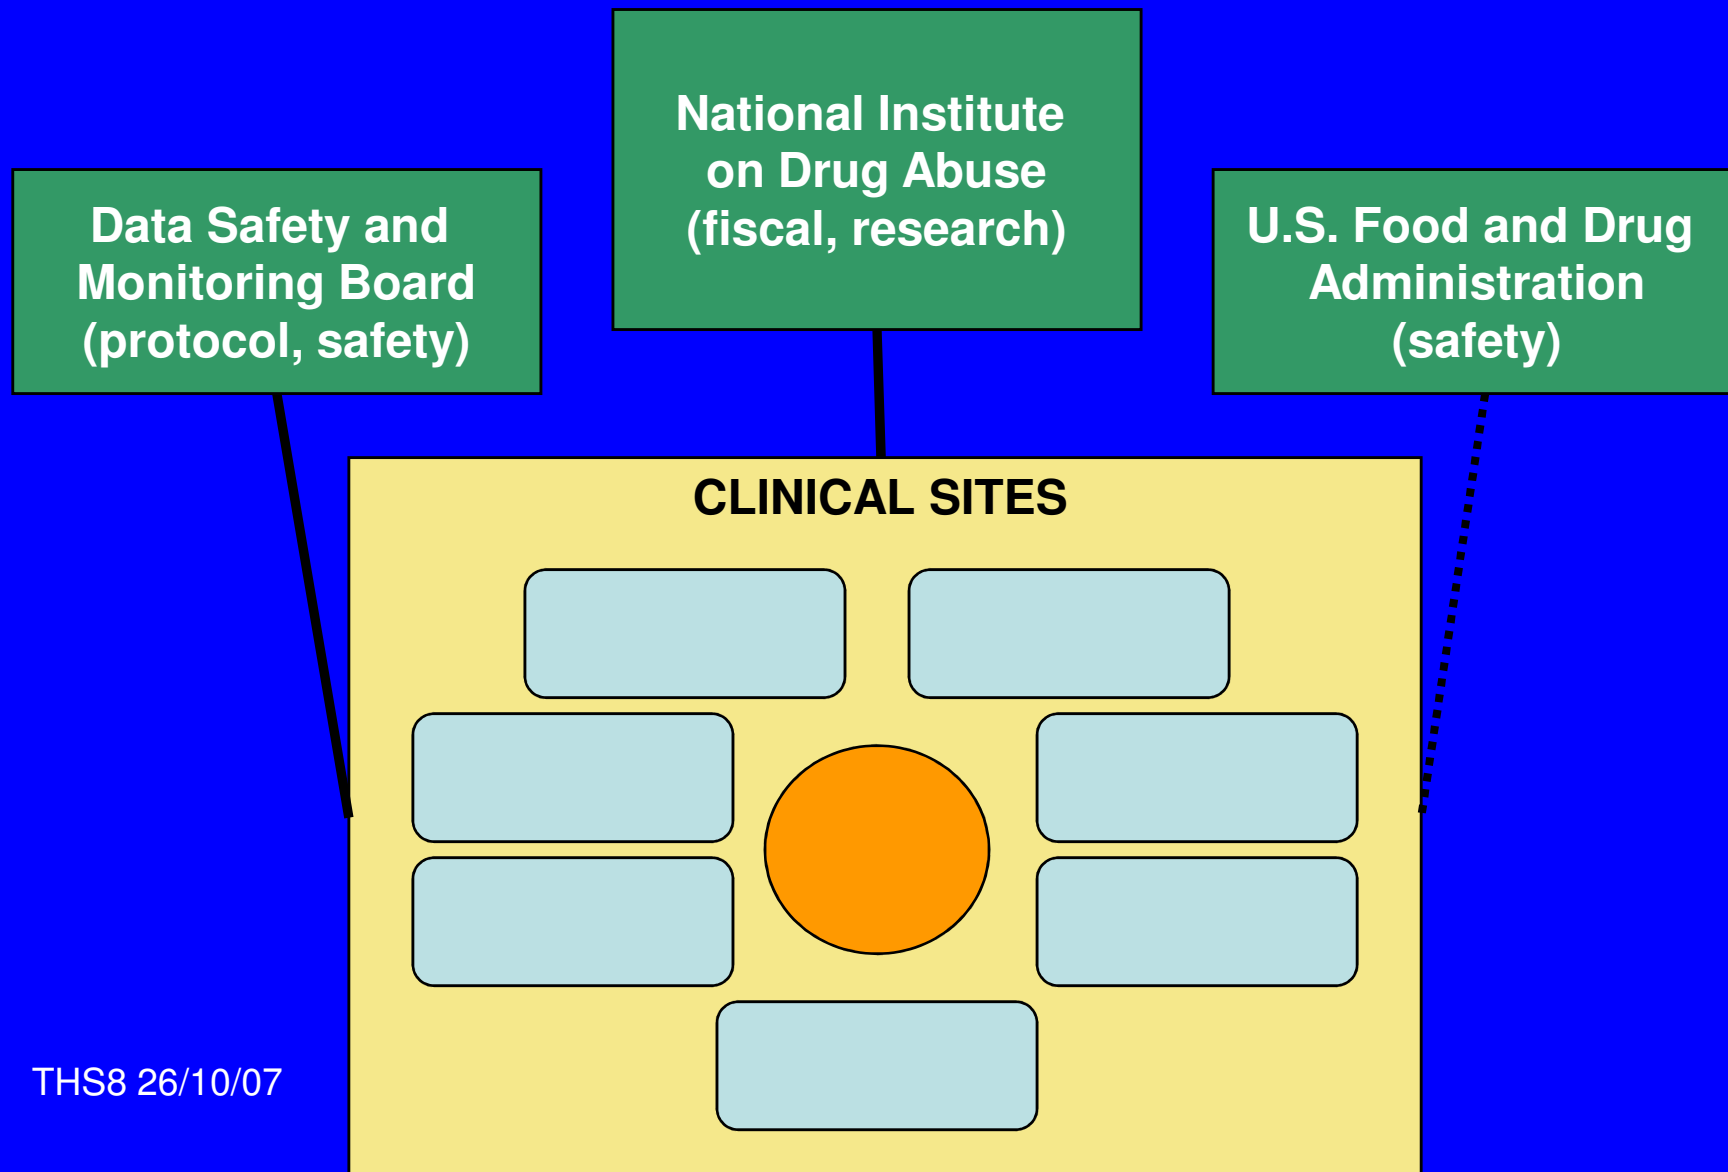 National Institute
on Drug Abuse
(fiscal, research)
Data Safety and
Monitoring Board
(protocol, safety)
U.S. Food and Drug
Administration
(safety)
CLINICAL SITES
THS8 26/10/07